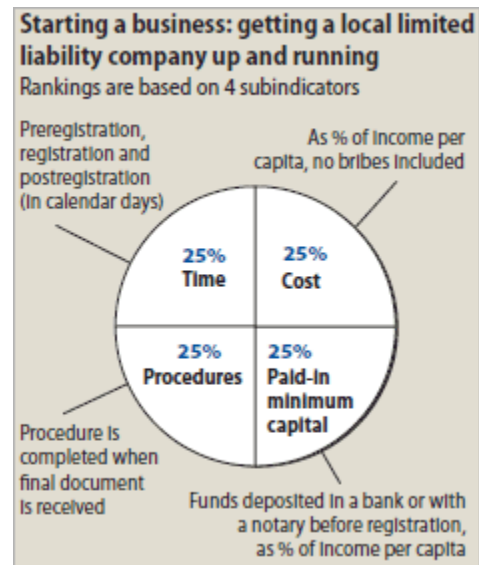 Starting a business: getting a local limited
liability company up and running
Rankings are based on 4 subindicators
Preregistration,
registration and
postregistration
(in calendar days)
As % of income per
capita, no bribes included
25%
Time
25%
Cost
25%
Procedures
25%
Paid-in
minimum
capital
Procedure is
completed when
final document
is received
Funds deposited in a bank or with
a notary before registration,
as % of income per capita